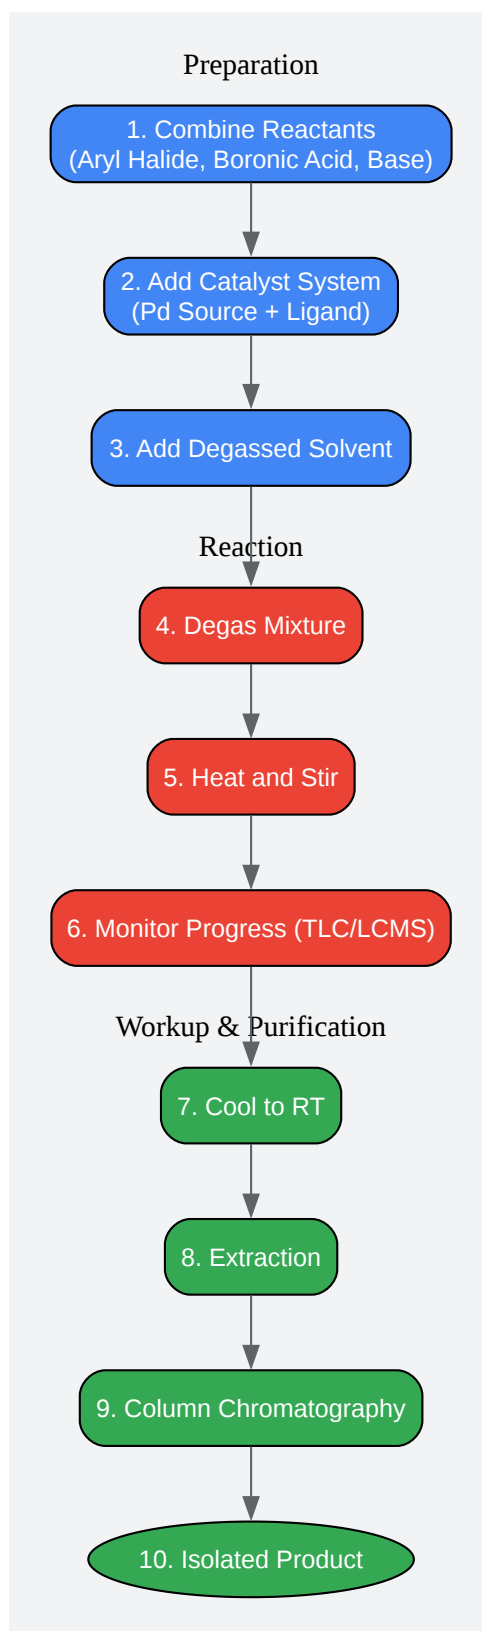 Preparation
1. Combine Reactants
(Aryl Halide, Boronic Acid, Base)
2. Add Catalyst System
(Pd Source + Ligand)
3. Add Degassed Solvent
Reaction
4. Degas Mixture
5. Heat and Stir
6. Monitor Progress (TLC/LCMS)
Workup & Purification
7. Cool to RT
8. Extraction
9. Column Chromatography
10. Isolated Product